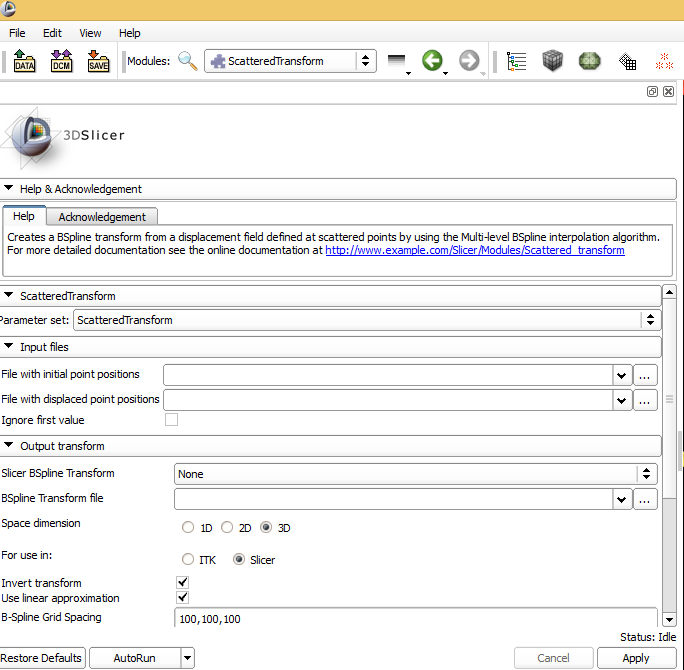 File Edit View Help
DATA DCM SAVE Modules: ScatteredTransform
3DSlicer
Help & Acknowledgement
Help Acknowledgement
Creates a BSpline transform from a displacement field defined at scattered points by using the Multi-level BSpline interpolation algorithm.
For more detailed documentation see the online documentation at http://www.example.com/Slicer/Modules/Scattered_transform
ScatteredTransform
Parameter set: ScatteredTransform
Input files
File with initial point positions ...
File with displaced point positions ...
Ignore first value
Output transform
Slicer BSpline Transform None
BSpline Transform file ...
Space dimension 1D 2D 3D
For use in: ITK Slicer
Invert transform
Use linear approximation
B-Spline Grid Spacing 100,100,100
Status: Idle
Restore Defaults AutoRun Cancel Apply